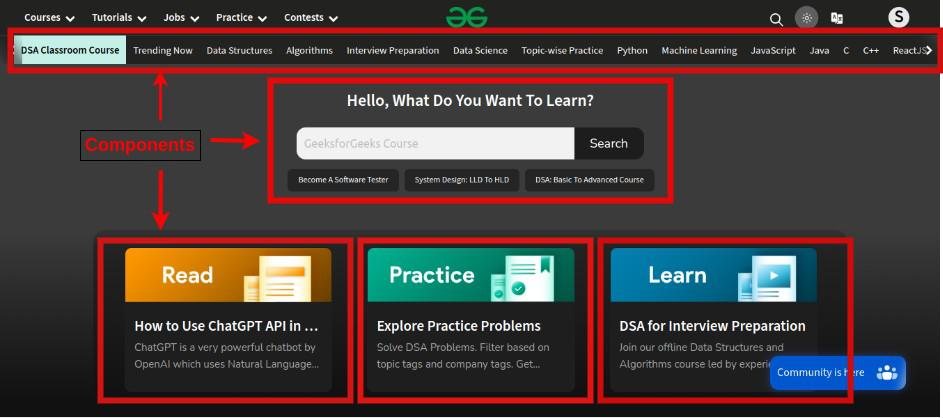 Courses Tutorials Jobs Practice Contests S
DSA Classroom Course Trending Now Data Structures Algorithms Interview Preparation Data Science Topic-wise Practice Python Machine Learning JavaScript Java C C++ ReactJS
Hello, What Do You Want To Learn?
Components
GeeksforGeeks Course Search
Become A Software Tester System Design: LLD To HLD DSA: Basic To Advanced Course
Read Practice Learn
How to Use ChatGPT API in ...
ChatGPT is a very powerful chatbot by
OpenAI which uses Natural Language...
Explore Practice Problems
Solve DSA Problems. Filter based on
topic tags and company tags. Get...
DSA for Interview Preparation
Join our offline Data Structures and
Algorithms course led by experie
Community is here